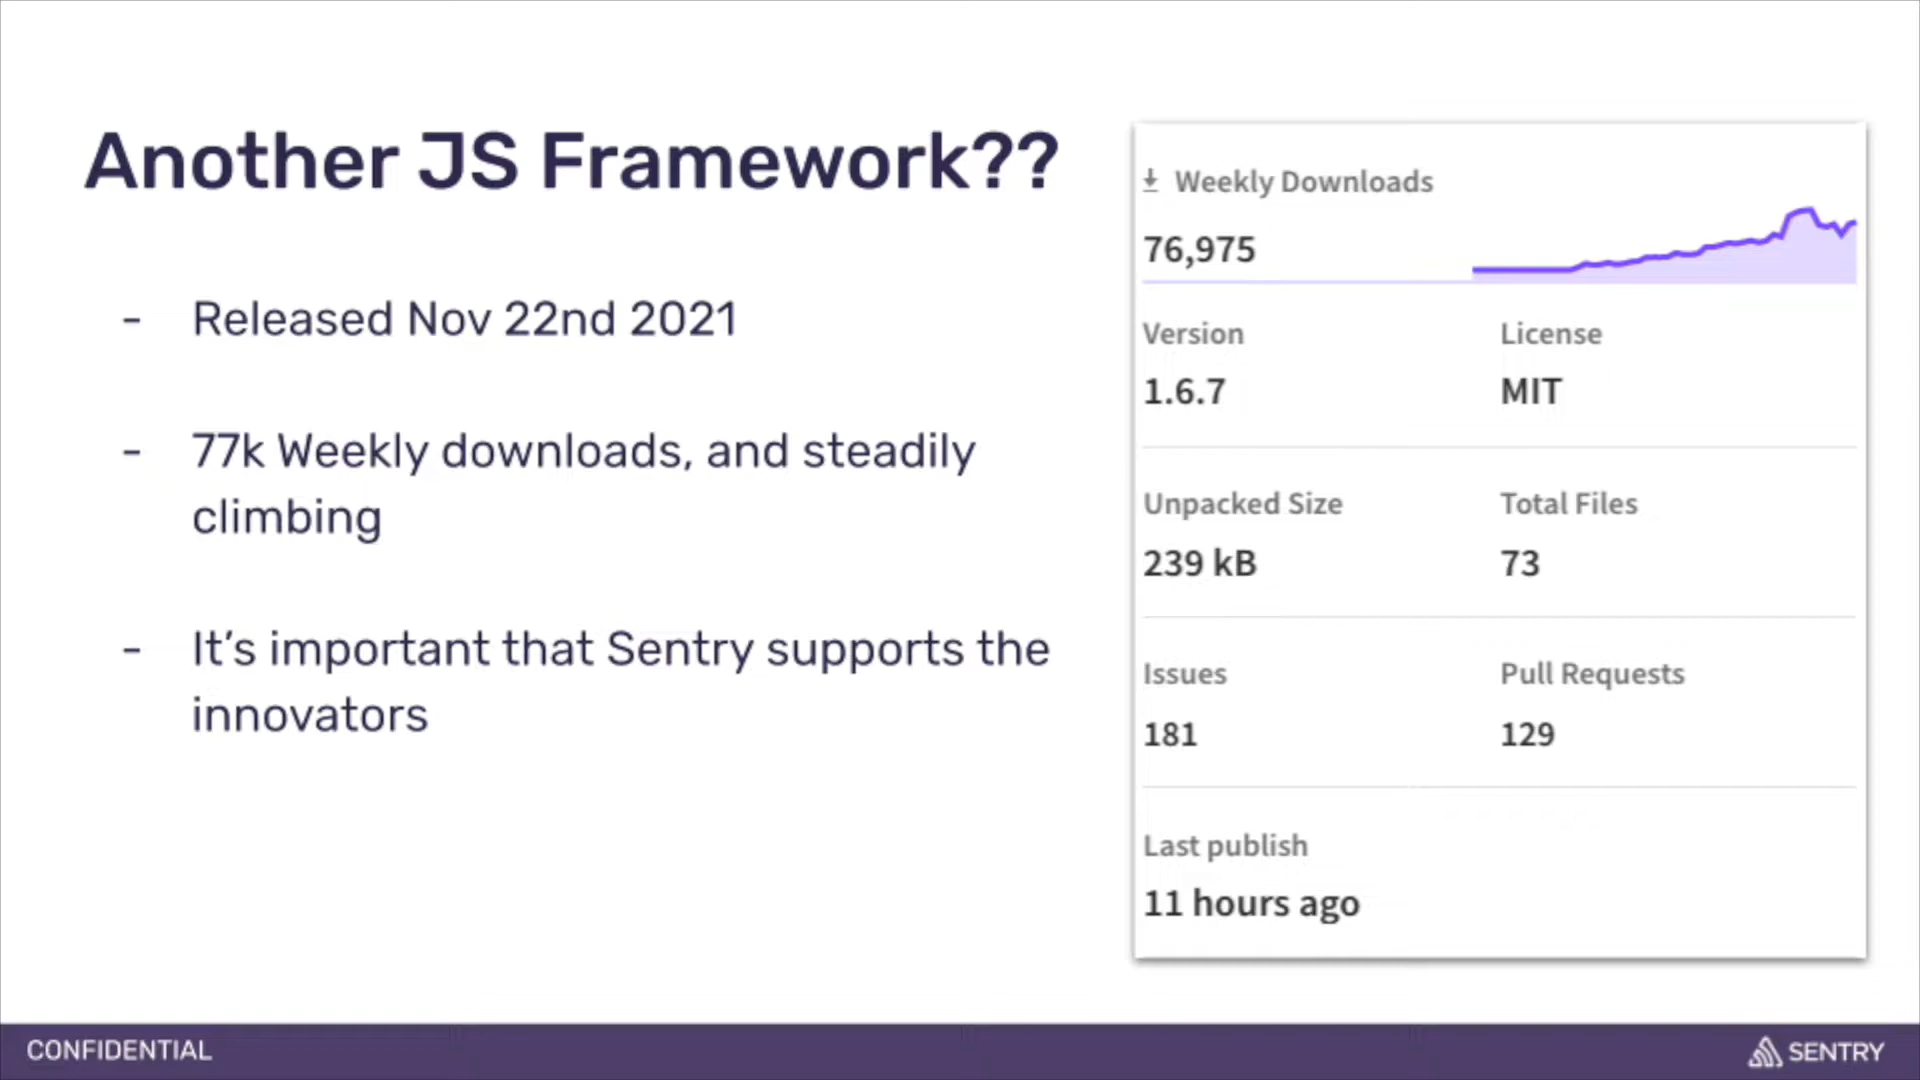 Another JS Framework??
- Released Nov 22nd 2021
- 77k Weekly downloads, and steadily
climbing
- It's important that Sentry supports the
innovators
Weekly Downloads
76,975
Version
License
1.6.7
MIT
Unpacked Size
Total Files
239 kB
73
Issues
Pull Requests
181
129
Last publish
11 hours ago
CONFIDENTIAL
SENTRY